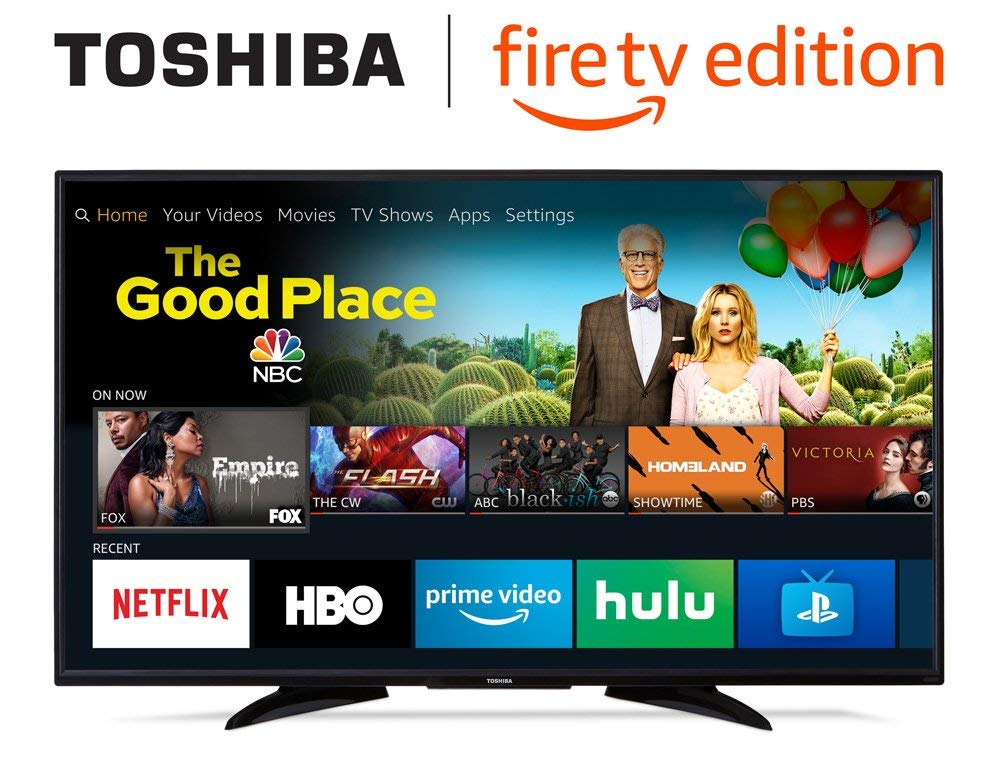 TOSHIBA
fire tv edition
Home Your Videos Movies TV Shows Apps Settings
The
Good Place
NBC
ON NOW
Empire
FOX
FOX
THE FLASH
THE CW
CW
ABC
black-ish
abc
HOMELAND
SHOWTIME
SHO
VICTORIA
PBS
RECENT
NETFLIX
HBO
prime video
hulu
TOSHIBA